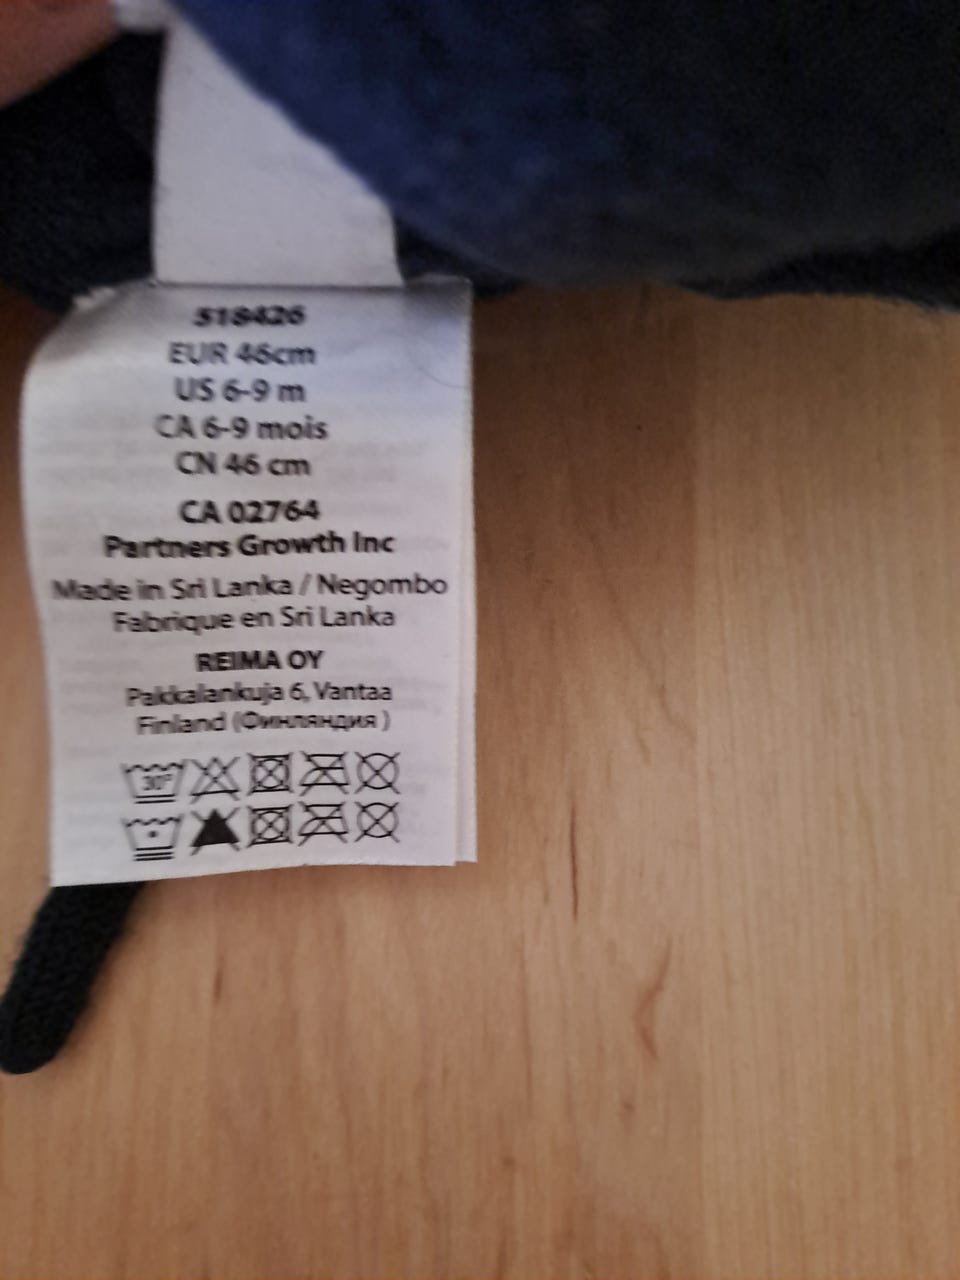 518426
EUR 46cm
US 6-9 m
CA 6-9 mois
CN 46 cm
CA 02764
Partners Growth Inc
Made in Sri Lanka / Negombo
Fabrique en Sri Lanka
REIMA OY
Pakkalankuja 6, Vantaa
Finland (Финляндия )
30°